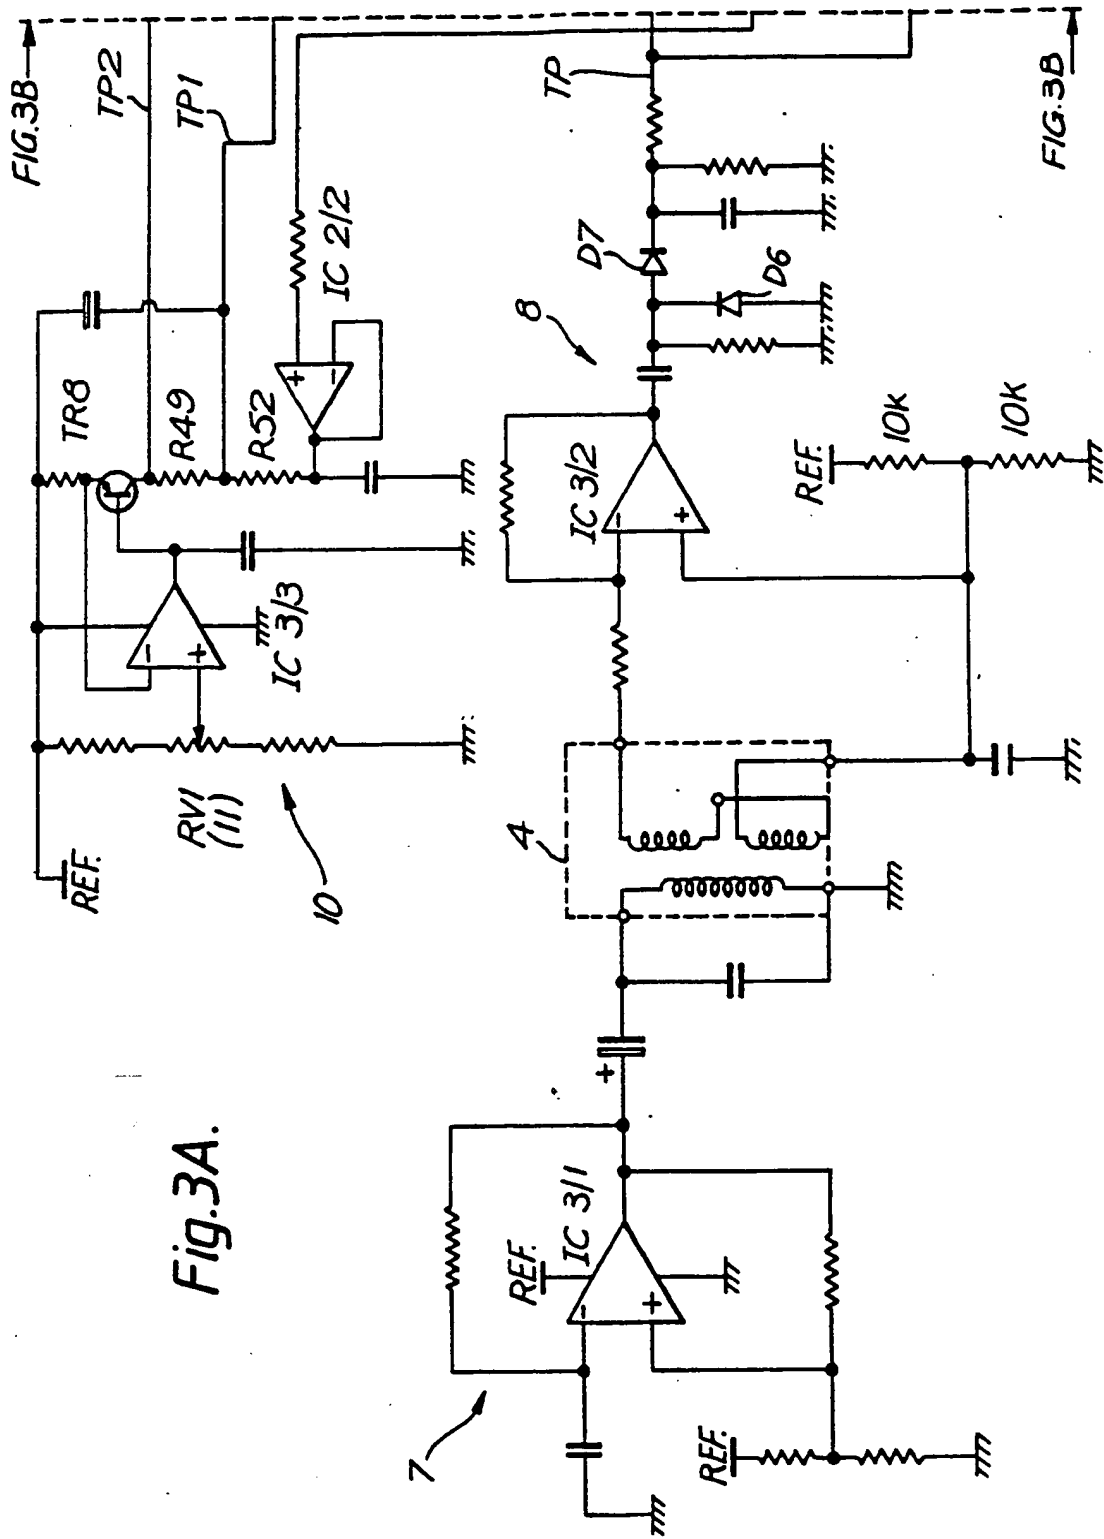 Fig.3A.
FIG.3B
TP2
TP1
TR8
R49
R52
IC 2/2
+
−
REF.
RV1
(11)
10
−
+
IC 3/3
7
REF.
IC 3/1
−
+
REF.
+
4
8
IC 3/2
−
+
D7
D6
TP
REF.
10k
10k
FIG.3B